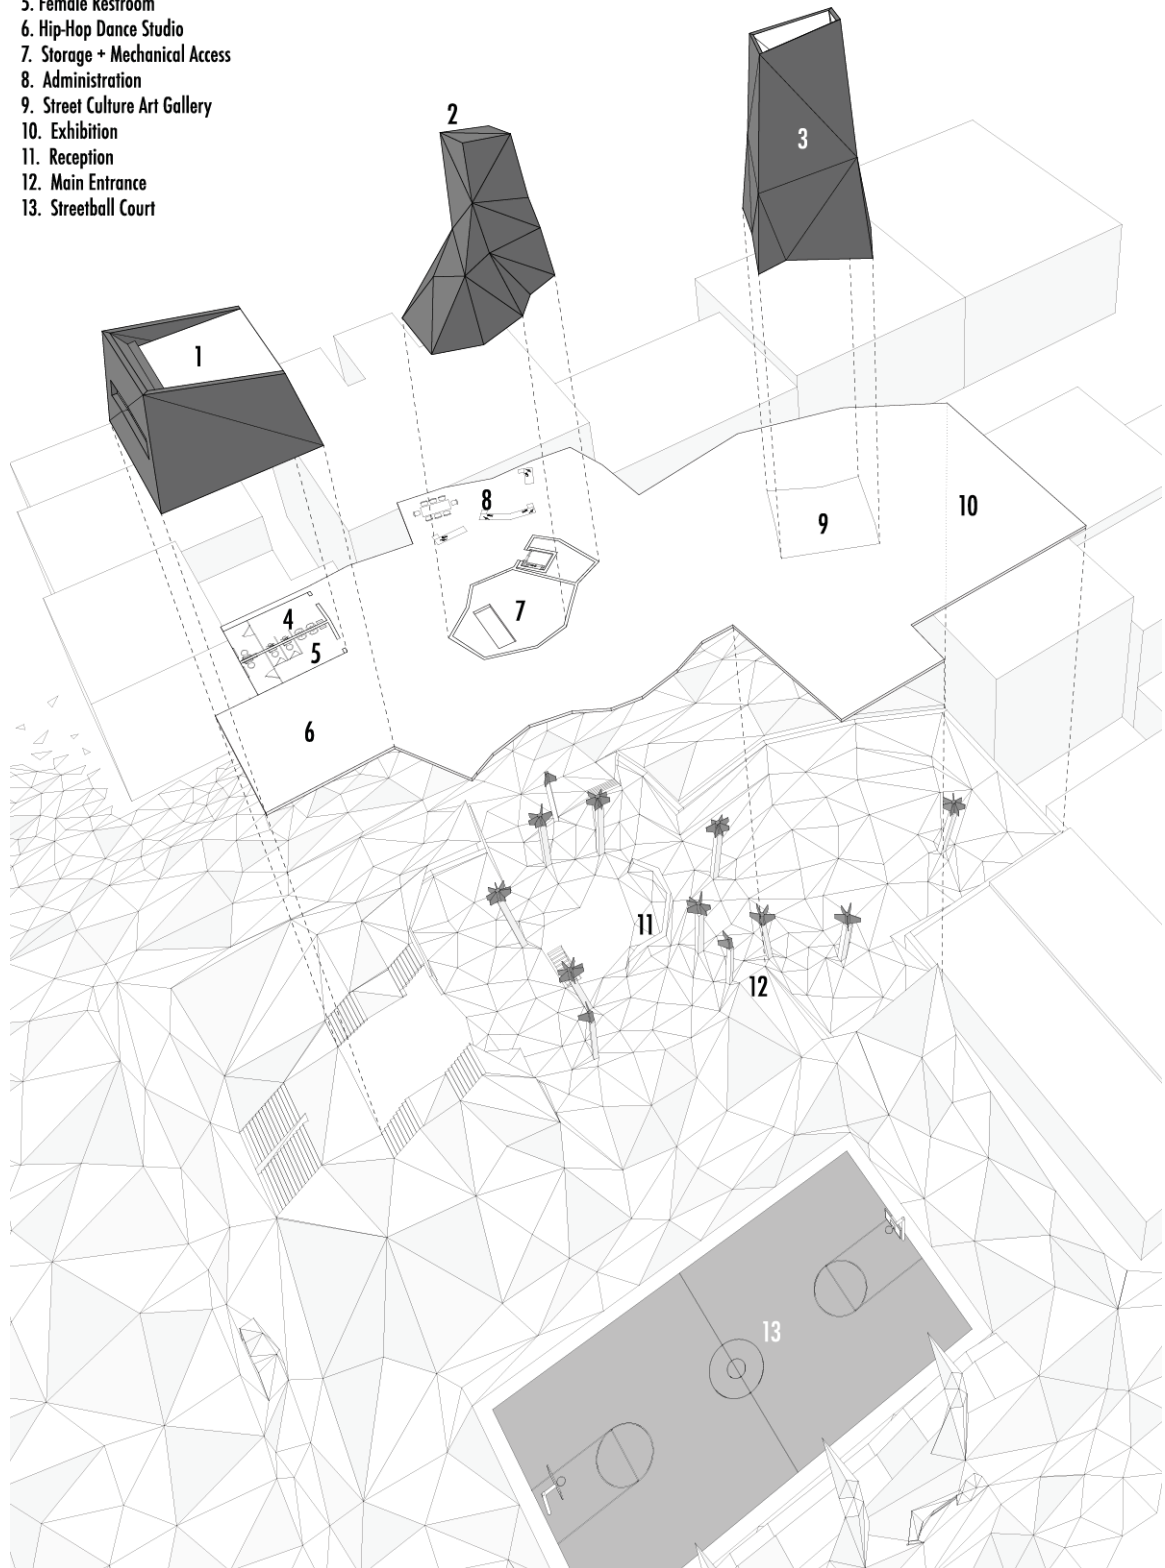 5. Female Restroom
6. Hip-Hop Dance Studio
7. Storage + Mechanical Access
8. Administration
9. Street Culture Art Gallery
10. Exhibition
11. Reception
12. Main Entrance
13. Streetball Court
2
3
1
8
10
9
4
7
5
6
11
12
13